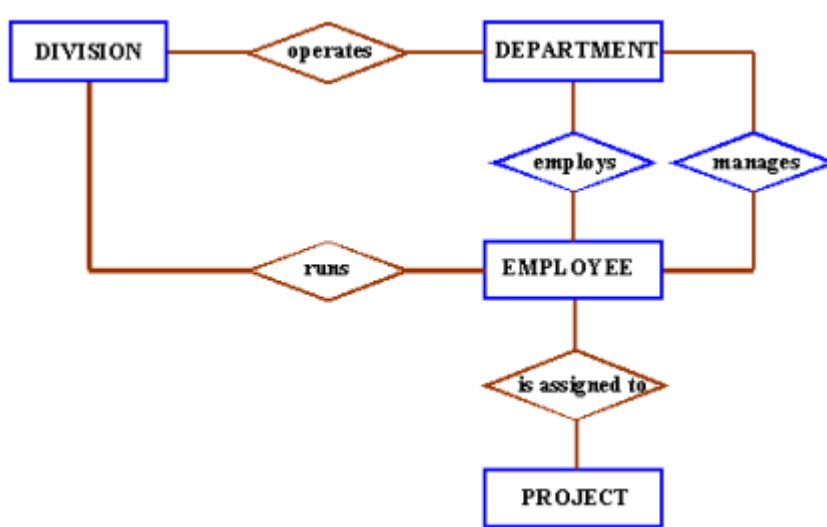 DIVISION
operates
DEPARTMENT
employs
manages
runs
EMPLOYEE
is assigned to
PROJECT